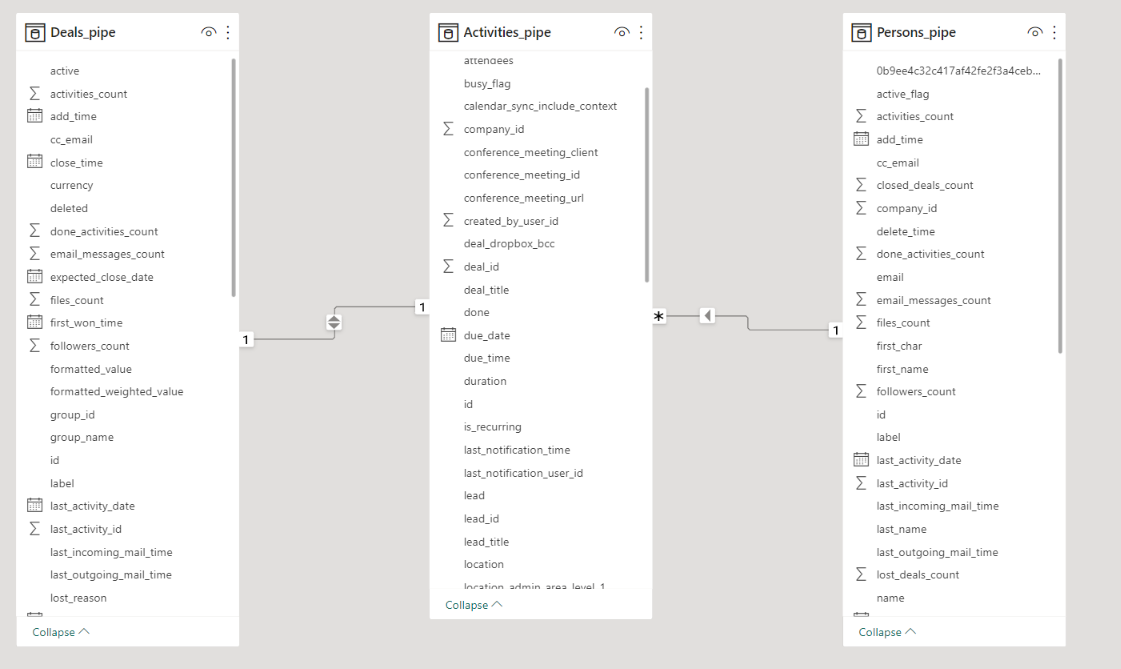 Deals_pipe
active
activities_count
add_time
cc_email
close_time
currency
deleted
done_activities_count
email_messages_count
expected_close_date
files_count
first_won_time
followers_count
formatted_value
formatted_weighted_value
group_id
group_name
id
label
last_activity_date
last_activity_id
last_incoming_mail_time
last_outgoing_mail_time
lost_reason
Collapse
1
1
Activities_pipe
attendees
busy_flag
calendar_sync_include_context
company_id
conference_meeting_client
conference_meeting_id
conference_meeting_url
created_by_user_id
deal_dropbox_bcc
deal_id
deal_title
done
due_date
due_time
duration
id
is_recurring
last_notification_time
last_notification_user_id
lead
lead_id
lead_title
location
location_admin_area_level_1
Collapse
*
1
Persons_pipe
0b9ee4c32c417af42fe2f3a4ceb...
active_flag
activities_count
add_time
cc_email
closed_deals_count
company_id
delete_time
done_activities_count
email
email_messages_count
files_count
first_char
first_name
followers_count
id
label
last_activity_date
last_activity_id
last_incoming_mail_time
last_name
last_outgoing_mail_time
lost_deals_count
name
Collapse